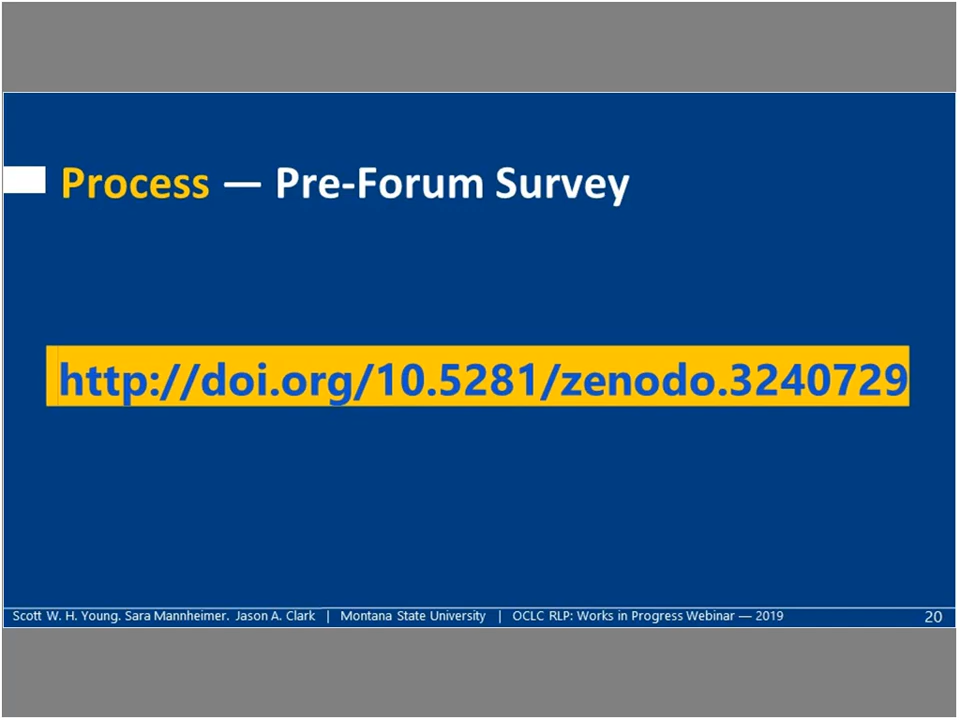 Process — Pre-Forum Survey
http://doi.org/10.5281/zenodo.3240729
Scott W. H. Young. Sara Mannheimer. Jason A. Clark | Montana State University | OCLC RLP: Works in Progress Webinar — 2019 20